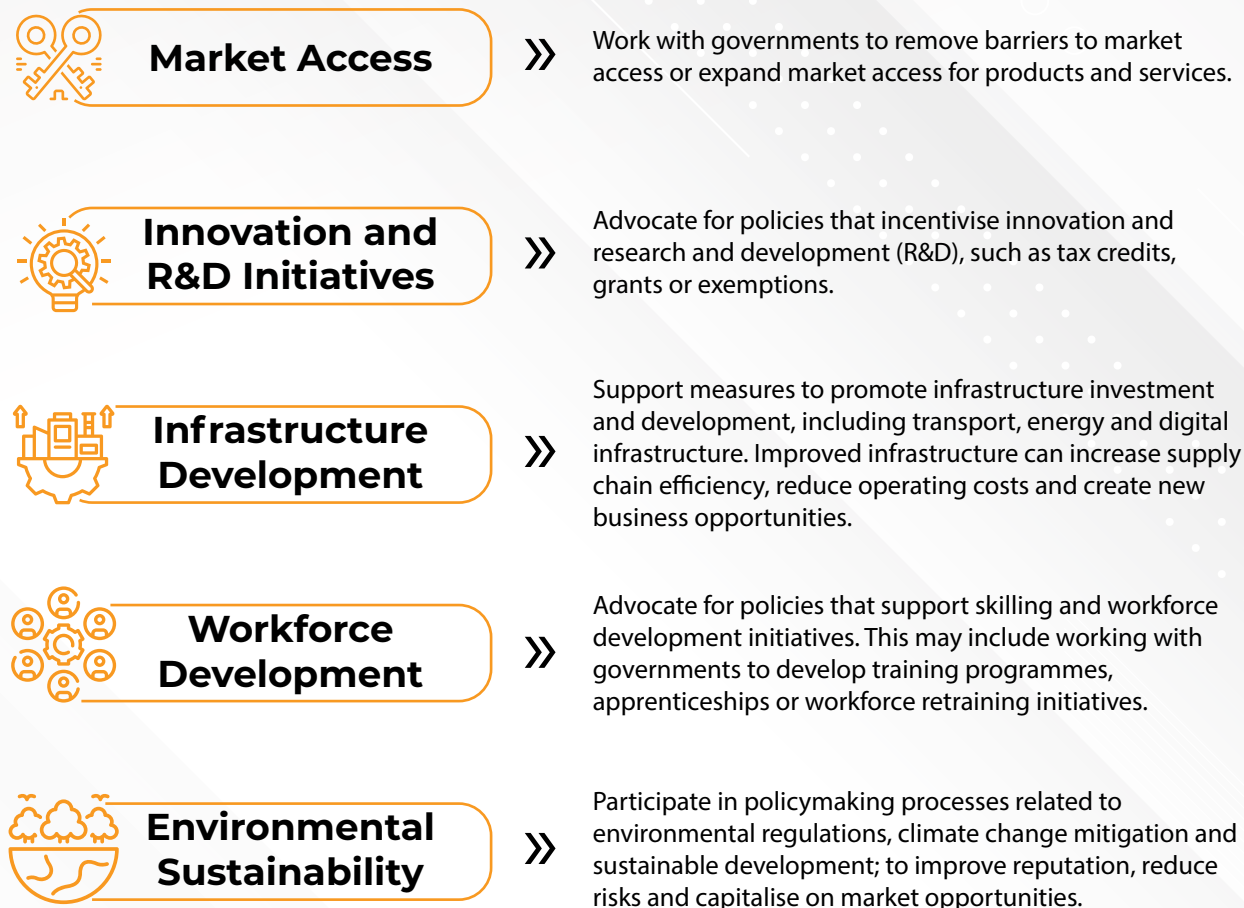 Market Access
Work with governments to remove barriers to market
access or expand market access for products and services.
Innovation and
R&D Initiatives
Advocate for policies that incentivise innovation and
research and development (R&D), such as tax credits,
grants or exemptions.
Infrastructure
Development
Support measures to promote infrastructure investment
and development, including transport, energy and digital
infrastructure. Improved infrastructure can increase supply
chain efficiency, reduce operating costs and create new
business opportunities.
Workforce
Development
Advocate for policies that support skilling and workforce
development initiatives. This may include working with
governments to develop training programmes,
apprenticeships or workforce retraining initiatives.
Environmental
Sustainability
Participate in policymaking processes related to
environmental regulations, climate change mitigation and
sustainable development; to improve reputation, reduce
risks and capitalise on market opportunities.